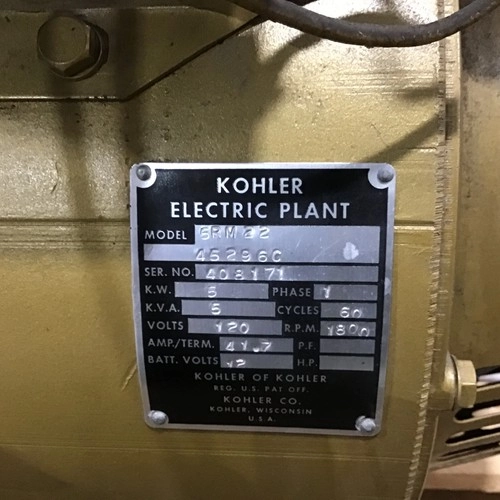 KOHLER
ELECTRIC PLANT
MODEL 5RM22
45296C
SER. NO. 408171
K.W. 5 PHASE 1
K.V.A. 5 CYCLES 60
VOLTS 120 R.P.M. 1800
AMP./TERM. 41.7 P.F.
BATT. VOLTS 12 H.P.
KOHLER OF KOHLER
REG. U.S. PAT OFF.
KOHLER CO.
KOHLER, WISCONSIN
U.S.A.